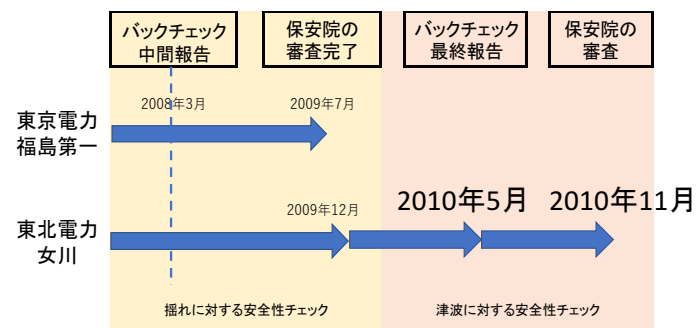 バックチェック
中間報告
保安院の
審査完了
バックチェック
最終報告
保安院の
審査
2008年3月
2009年7月
東京電力
福島第一
2009年12月
2010年5月
2010年11月
東北電力
女川
揺れに対する安全性チェック
津波に対する安全性チェック